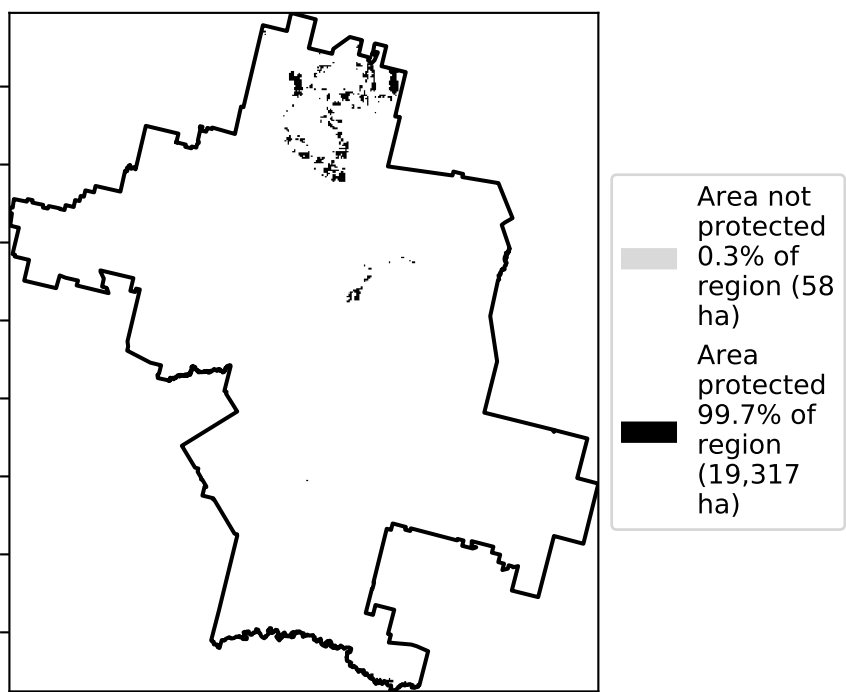 Area not
protected
0.3% of
region (58
ha)
Area
protected
99.7% of
region
(19,317
ha)